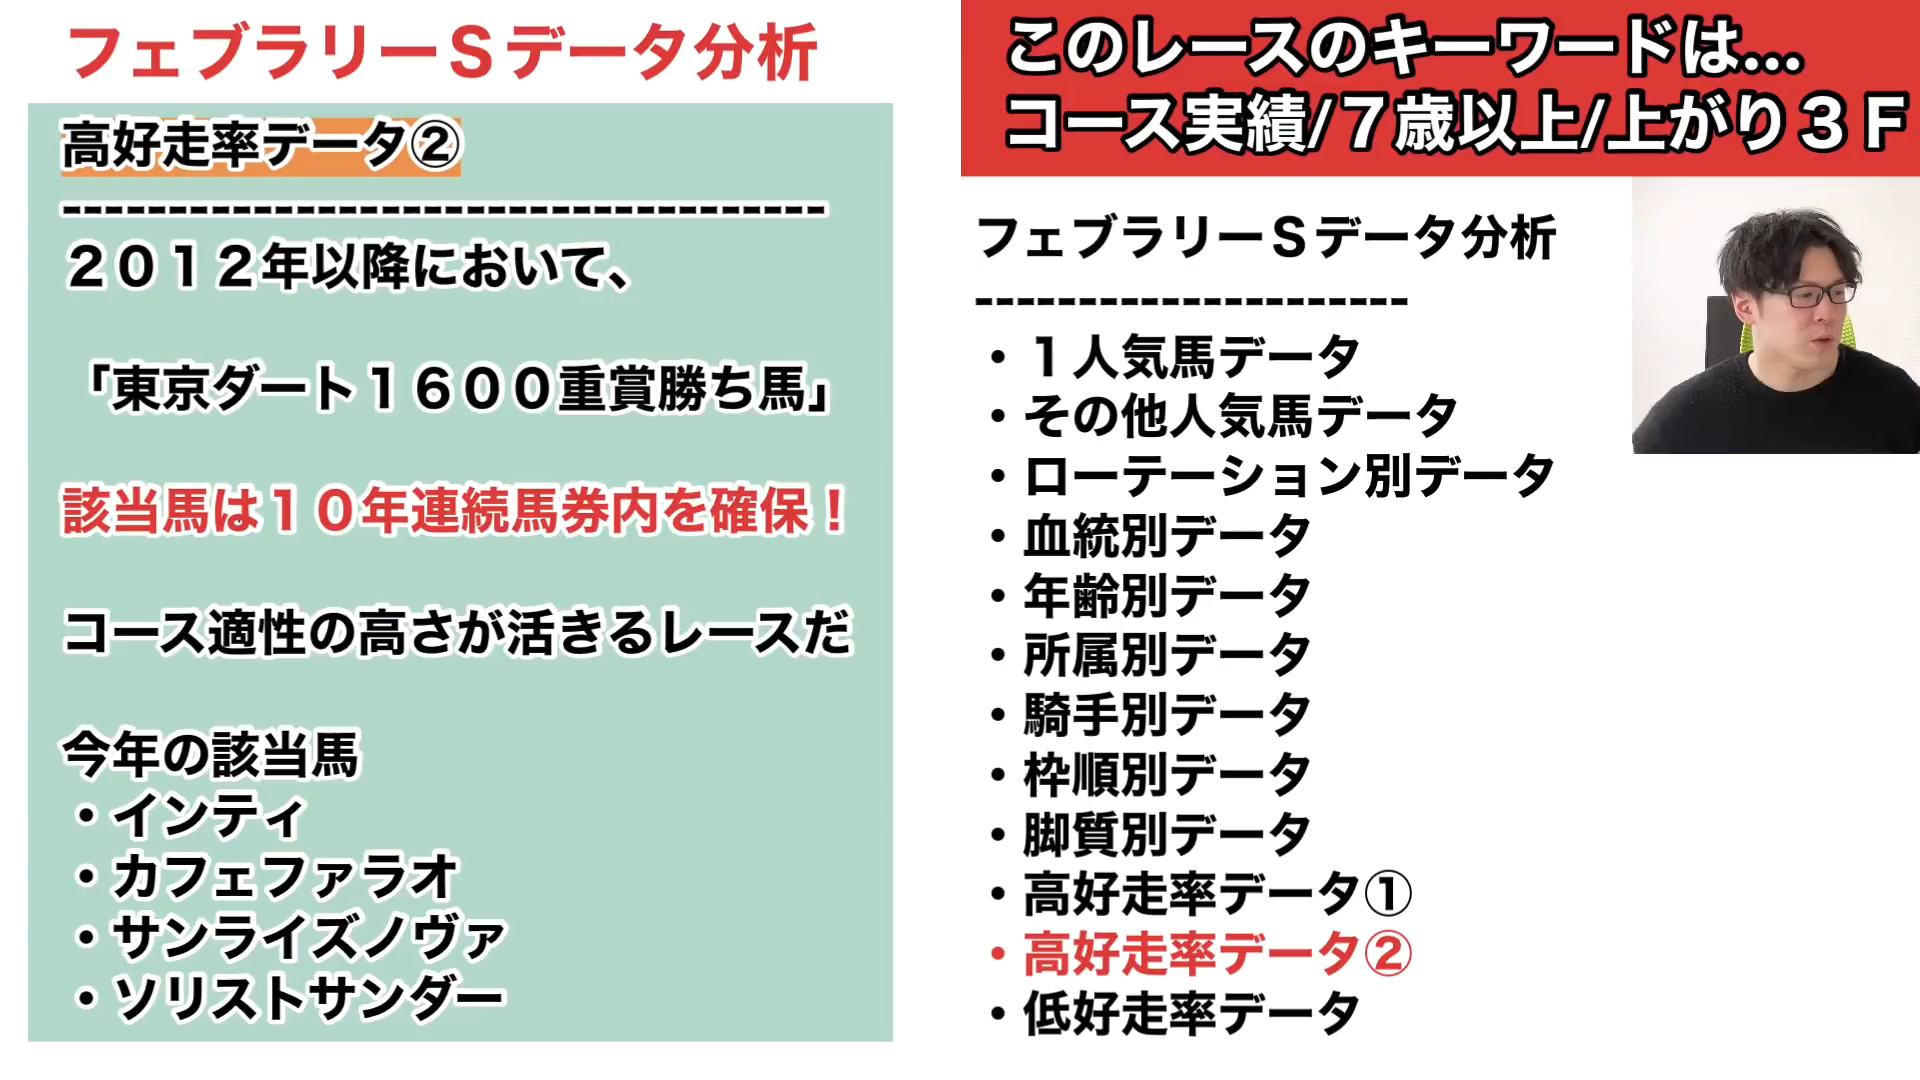 フェブラリーＳデータ分析
高好走率データ②
------------------------------------
２０１２年以降において、
「東京ダート１６００重賞勝ち馬」
該当馬は１０年連続馬券内を確保！
コース適性の高さが活きるレースだ
今年の該当馬
・インティ
・カフェファラオ
・サンライズノヴァ
・ソリストサンダー
このレースのキーワードは...
コース実績/７歳以上/上がり３Ｆ
フェブラリーＳデータ分析
---------------------
・１人気馬データ
・その他人気馬データ
・ローテーション別データ
・血統別データ
・年齢別データ
・所属別データ
・騎手別データ
・枠順別データ
・脚質別データ
・高好走率データ①
・高好走率データ②
・低好走率データ